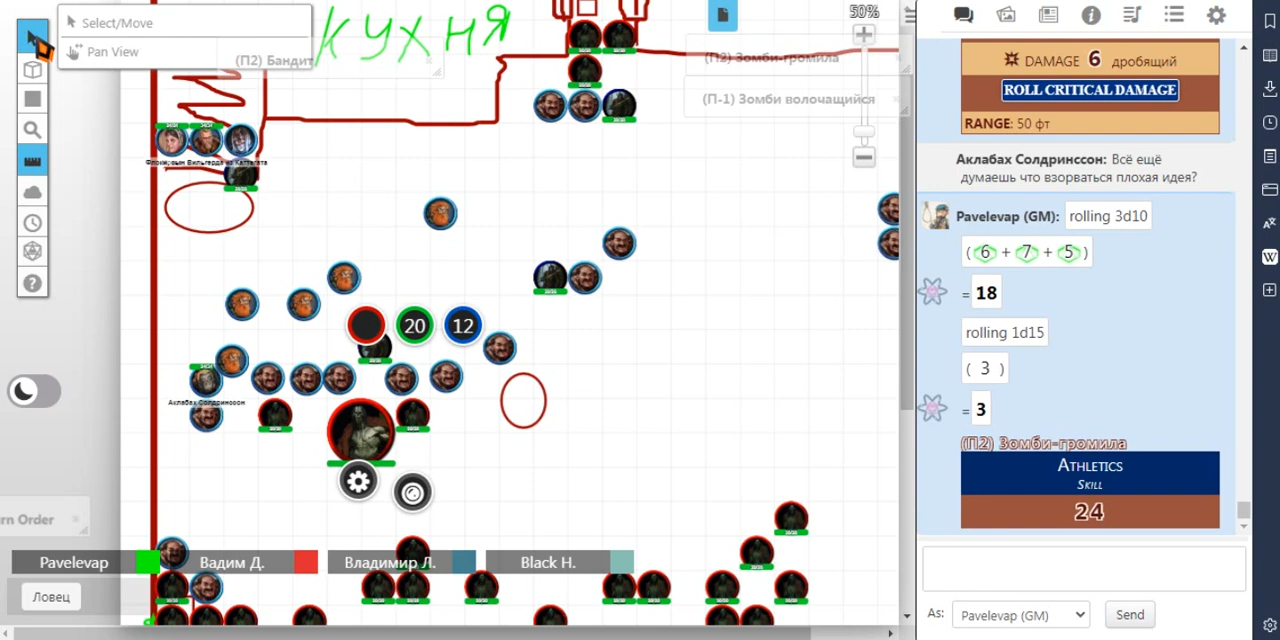 Select/Move
Pan View
КУХНЯ
(П2) Бандит
50%
(П2) Зомби-громила
(П-1) Зомби волочащийся
20
12
Аклабах Солдринссон
rn Order
Pavelevap
Вадим Д.
Владимир Л.
Black H.
Ловец
DAMAGE 6 дробящий
ROLL CRITICAL DAMAGE
RANGE: 50 фт
Аклабах Солдринссон: Всё ещё
думаешь что взорваться плохая идея?
Pavelevap (GM): rolling 3d10
(6+7+5)
=18
rolling 1d15
(3)
=3
(П2) Зомби-громила
ATHLETICS
SKILL
24
As: Pavelevap (GM) Send